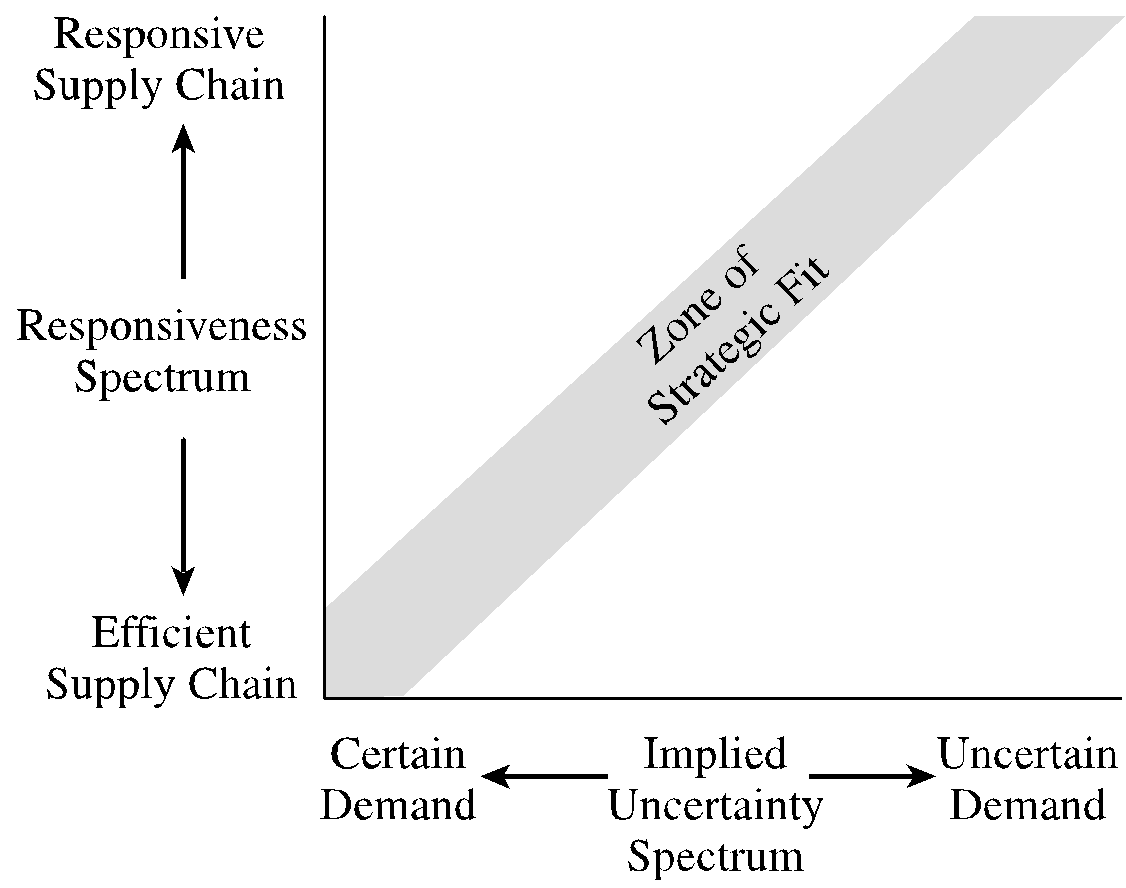 Responsive
Supply Chain
Responsiveness
Spectrum
Efficient
Supply Chain
Zone of
Strategic Fit
Certain
Demand
Implied
Uncertainty
Spectrum
Uncertain
Demand